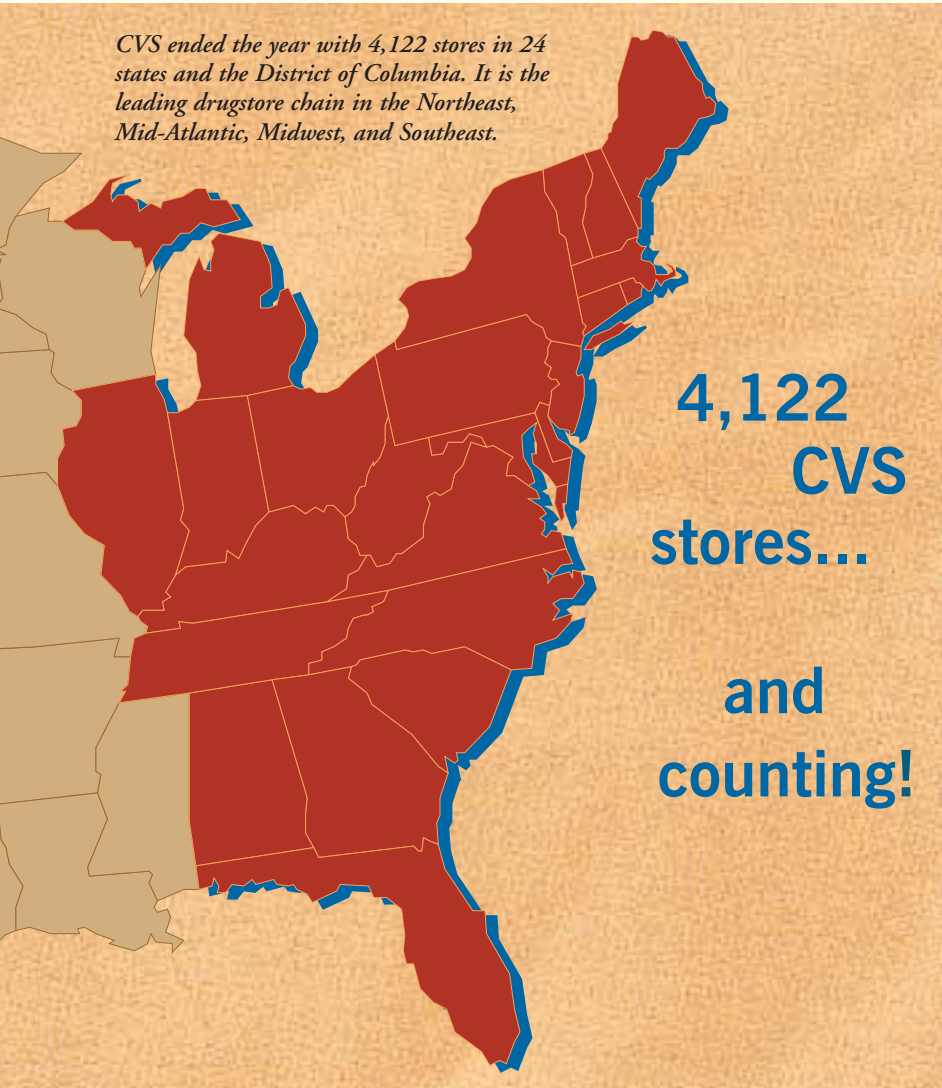 CVS ended the year with 4,122 stores in 24
states and the District of Columbia. It is the
leading drugstore chain in the Northeast,
Mid-Atlantic, Midwest, and Southeast.
4,122
CVS
stores...
and
counting!